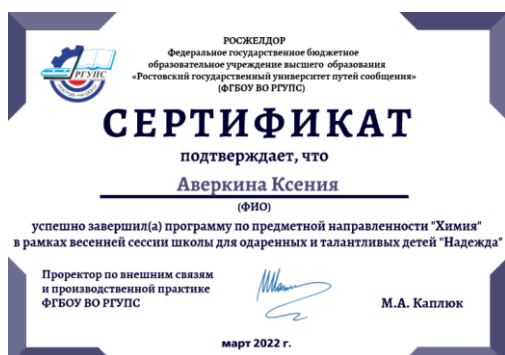 РОСЖЕЛДОР
Федеральное государственное бюджетное
образовательное учреждение высшего образования
«Ростовский государственный университет путей сообщения»
(ФГБОУ ВО РГУПС)
РГУПС
СЕРТИФИКАТ
подтверждает, что
Аверкина Ксения
(ФИО)
успешно завершил(а) программу по предметной направленности "Химия"
в рамках весенней сессии школы для одаренных и талантливых детей "Надежда"
Проректор по внешним связям
и производственной практике
ФГБОУ ВО РГУПС
М.А. Каплюк
март 2022 г.